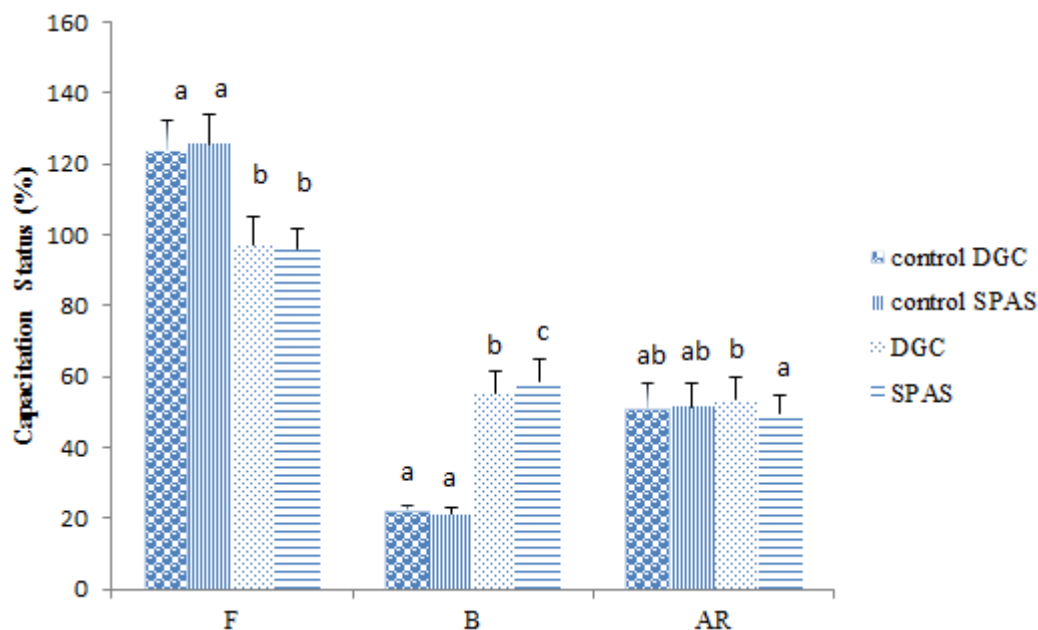 160
140
120
100
80
60
40
20
0
Capacitation Status (%)
a a
b b
a a
b c
ab ab b a
F B AR
control DGC
control SPAS
DGC
SPAS